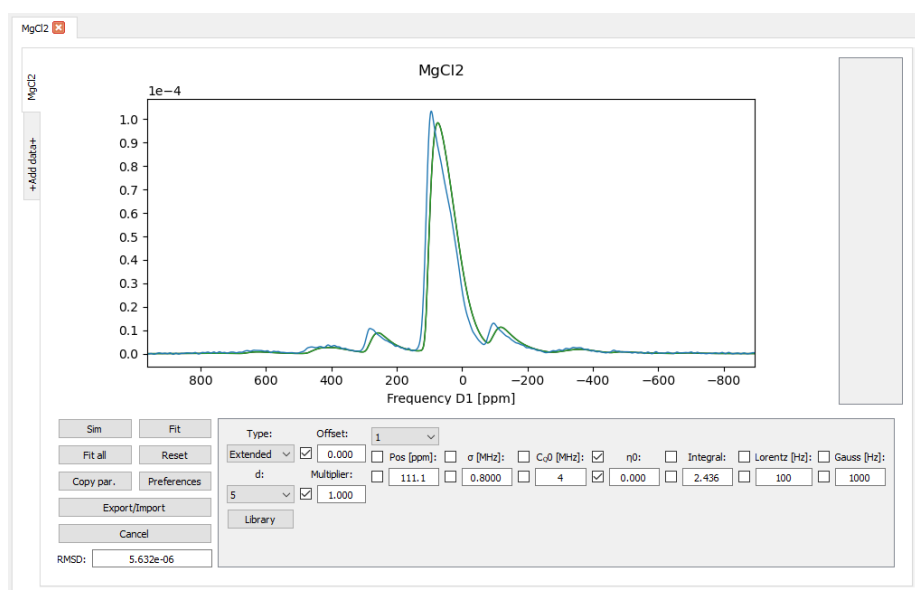 MgCl2
MgCl2
+Add data+
MgCl2
1e−4
1.0
0.9
0.8
0.7
0.6
0.5
0.4
0.3
0.2
0.1
0.0
800 600 400 200 0 −200 −400 −600 −800
Frequency D1 [ppm]
Sim Fit
Fit all Reset
Copy par. Preferences
Export/Import
Cancel
RMSD: 5.632e-06
Type: Offset: 1
Extended 0.000 Pos [ppm]: σ [MHz]: CQ0 [MHz]: η0: Integral: Lorentz [Hz]: Gauss [Hz]:
d: Multiplier: 111.1 0.8000 4 0.000 2.436 100 1000
5 1.000
Library